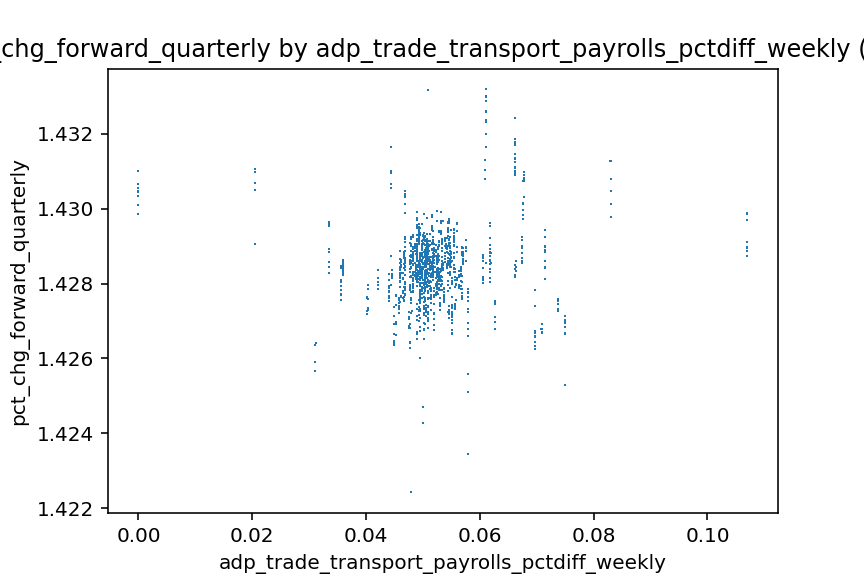 _chg_forward_quarterly by adp_trade_transport_payrolls_pctdiff_weekly (
1.432
1.430
1.428
1.426
1.424
1.422
pct_chg_forward_quarterly
0.00 0.02 0.04 0.06 0.08 0.10
adp_trade_transport_payrolls_pctdiff_weekly